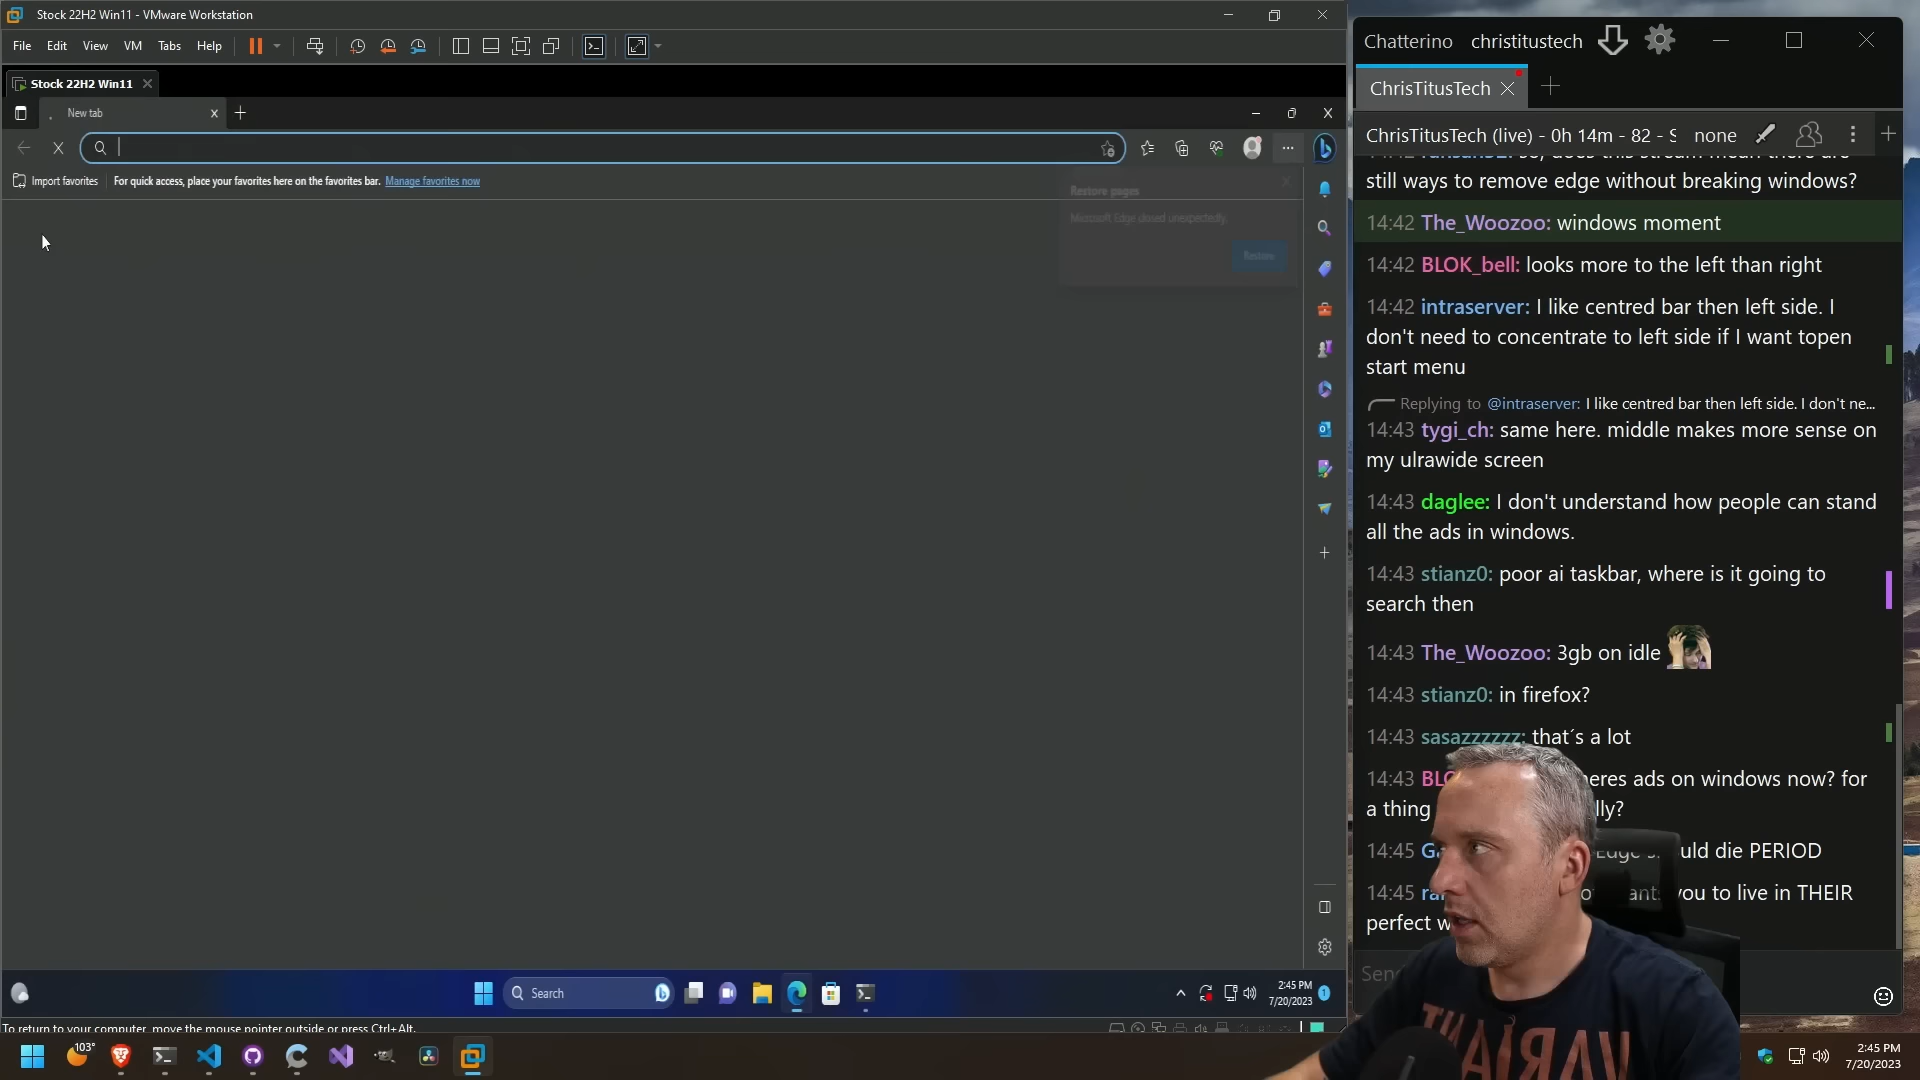 Stock 22H2 Win11 - VMware Workstation
File Edit View VM Tabs Help
Stock 22H2 Win11
New tab
Import favorites For quick access, place your favorites here on the favorites bar. Manage favorites now
Restore pages
Microsoft Edge closed unexpectedly.
Restore
Search
2:45 PM
7/20/2023
1
To return to your computer, move the mouse pointer outside or press Ctrl+Alt.
103°
Chatterino christitustech
ChrisTitusTech
ChrisTitusTech (live) - 0h 14m - 82 - S none
still ways to remove edge without breaking windows?
14:42 The_Woozoo: windows moment
14:42 BLOK_bell: looks more to the left than right
14:42 intraserver: I like centred bar then left side. I
don't need to concentrate to left side if I want topen
start menu
Replying to @intraserver: I like centred bar then left side. I don't ne...
14:43 tygi_ch: same here. middle makes more sense on
my ulrawide screen
14:43 daglee: I don't understand how people can stand
all the ads in windows.
14:43 stianz0: poor ai taskbar, where is it going to
search then
14:43 The_Woozoo: 3gb on idle
14:43 stianz0: in firefox?
14:43 sasazzzzzz: that´s a lot
14:43 ads on windows now? for
a thing
14:45 die PERIOD
14:45 you to live in THEIR
perfect
2:45 PM
7/20/2023